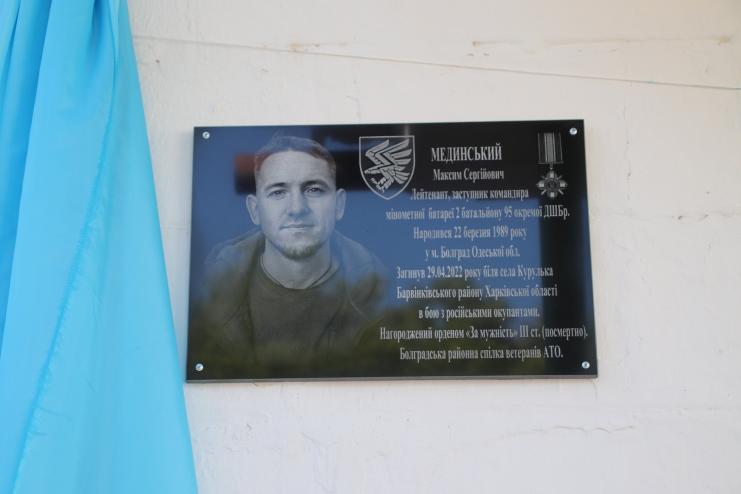 МЕДИНСЬКИЙ
Максим Сергійович
Лейтенант, заступник командира
мінометної батареї 2 батальйону 95 окремої ДШБр.
Народився 22 березня 1989 року
у м. Болград Одеської обл.
Загинув 29.04.2022 року біля села Курулька
Барвінківського району Харківської області
в бою з російськими окупантами.
Нагороджений орденом «За мужність» III ст. (посмертно).
Болградська районна спілка ветеранів АТО.